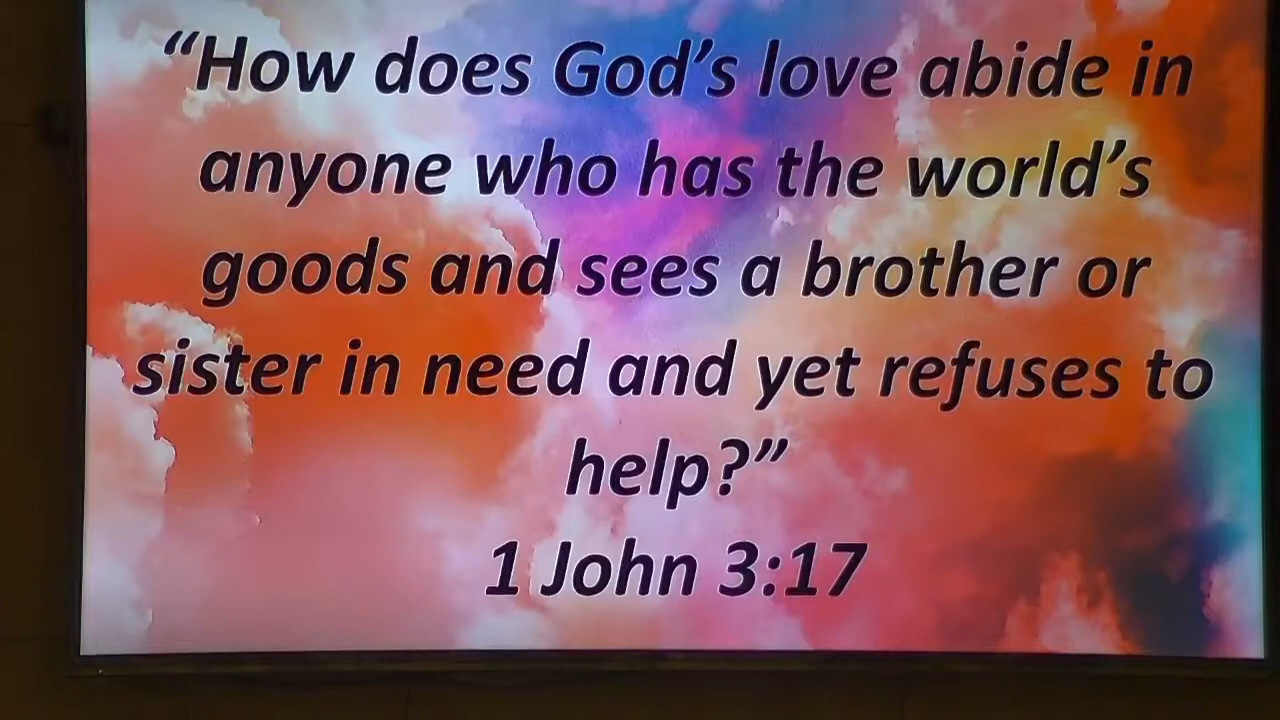 “How does God’s love abide in
anyone who has the world’s
goods and sees a brother or
sister in need and yet refuses to
help?”
1 John 3:17